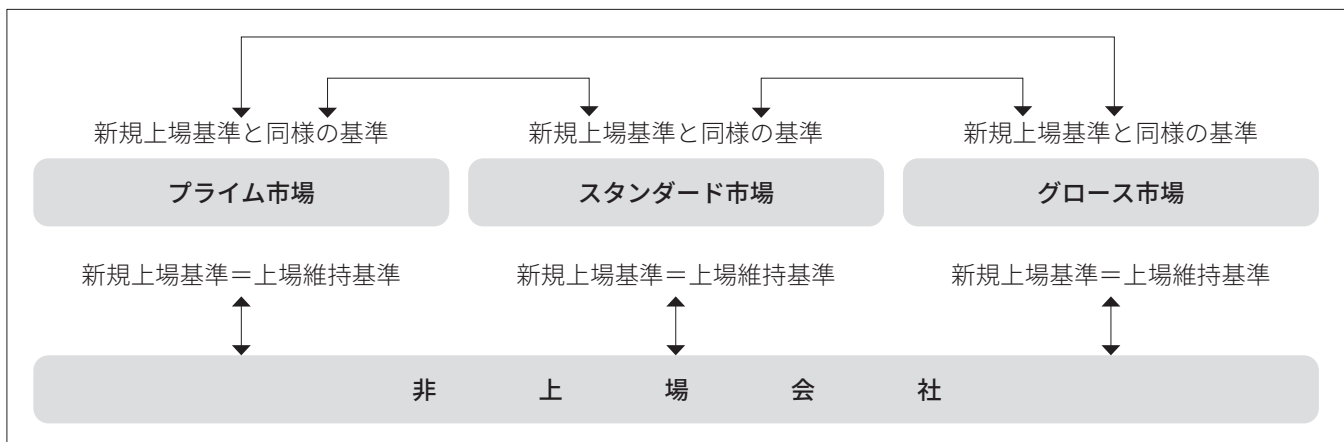 新規上場基準と同様の基準 新規上場基準と同様の基準 新規上場基準と同様の基準
プライム市場 スタンダード市場 グロース市場
新規上場基準＝上場維持基準 新規上場基準＝上場維持基準 新規上場基準＝上場維持基準
非上場会社